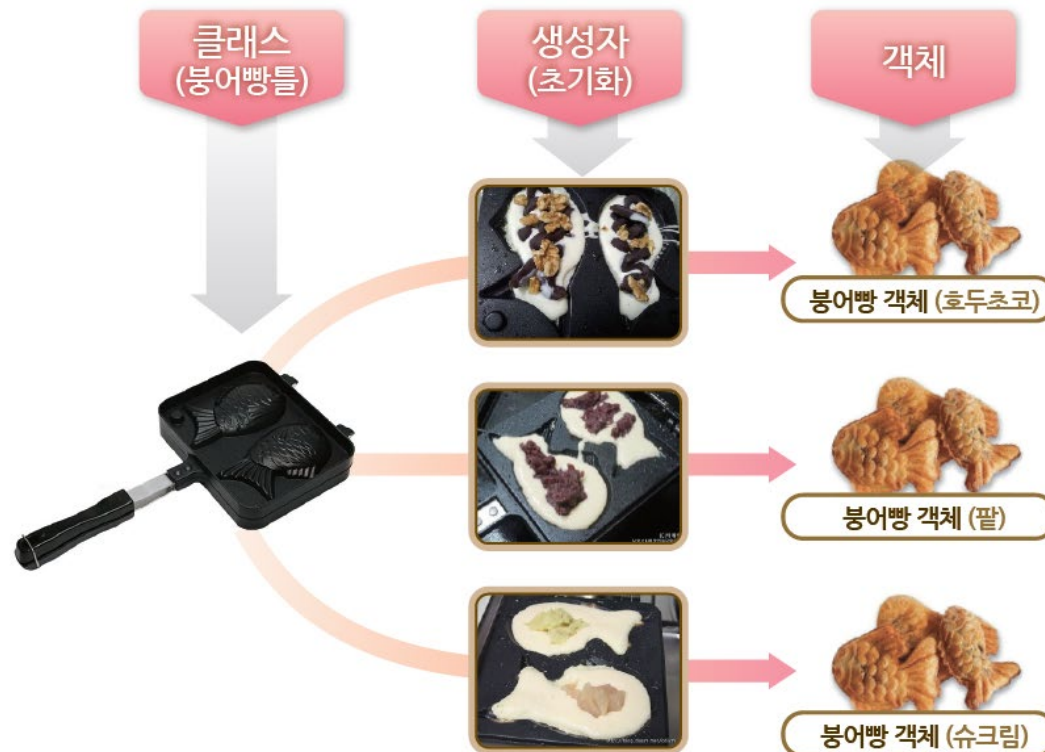 클래스
(붕어빵틀)
생성자
(초기화)
객체
붕어빵 객체 (호두초코)
붕어빵 객체 (팥)
붕어빵 객체 (슈크림)